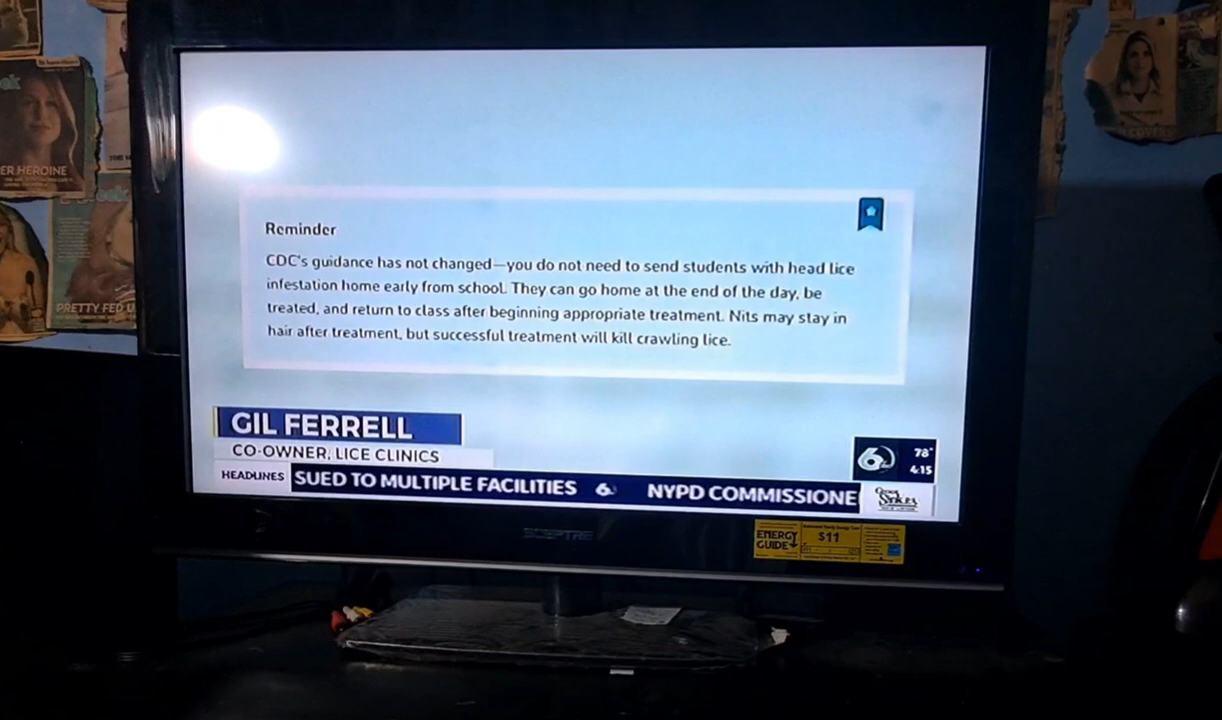 ok
ER HEROINE
PRETTY FED U
Reminder
CDC's guidance has not changed—you do not need to send students with head lice
infestation home early from school. They can go home at the end of the day, be
treated, and return to class after beginning appropriate treatment. Nits may stay in
hair after treatment, but successful treatment will kill crawling lice.
GIL FERRELL
CO-OWNER, LICE CLINICS
HEADLINES SUED TO MULTIPLE FACILITIES 6 NYPD COMMISSIONE
6 78°
4:15
SCEPTRE
ENERGY
GUIDE
$11